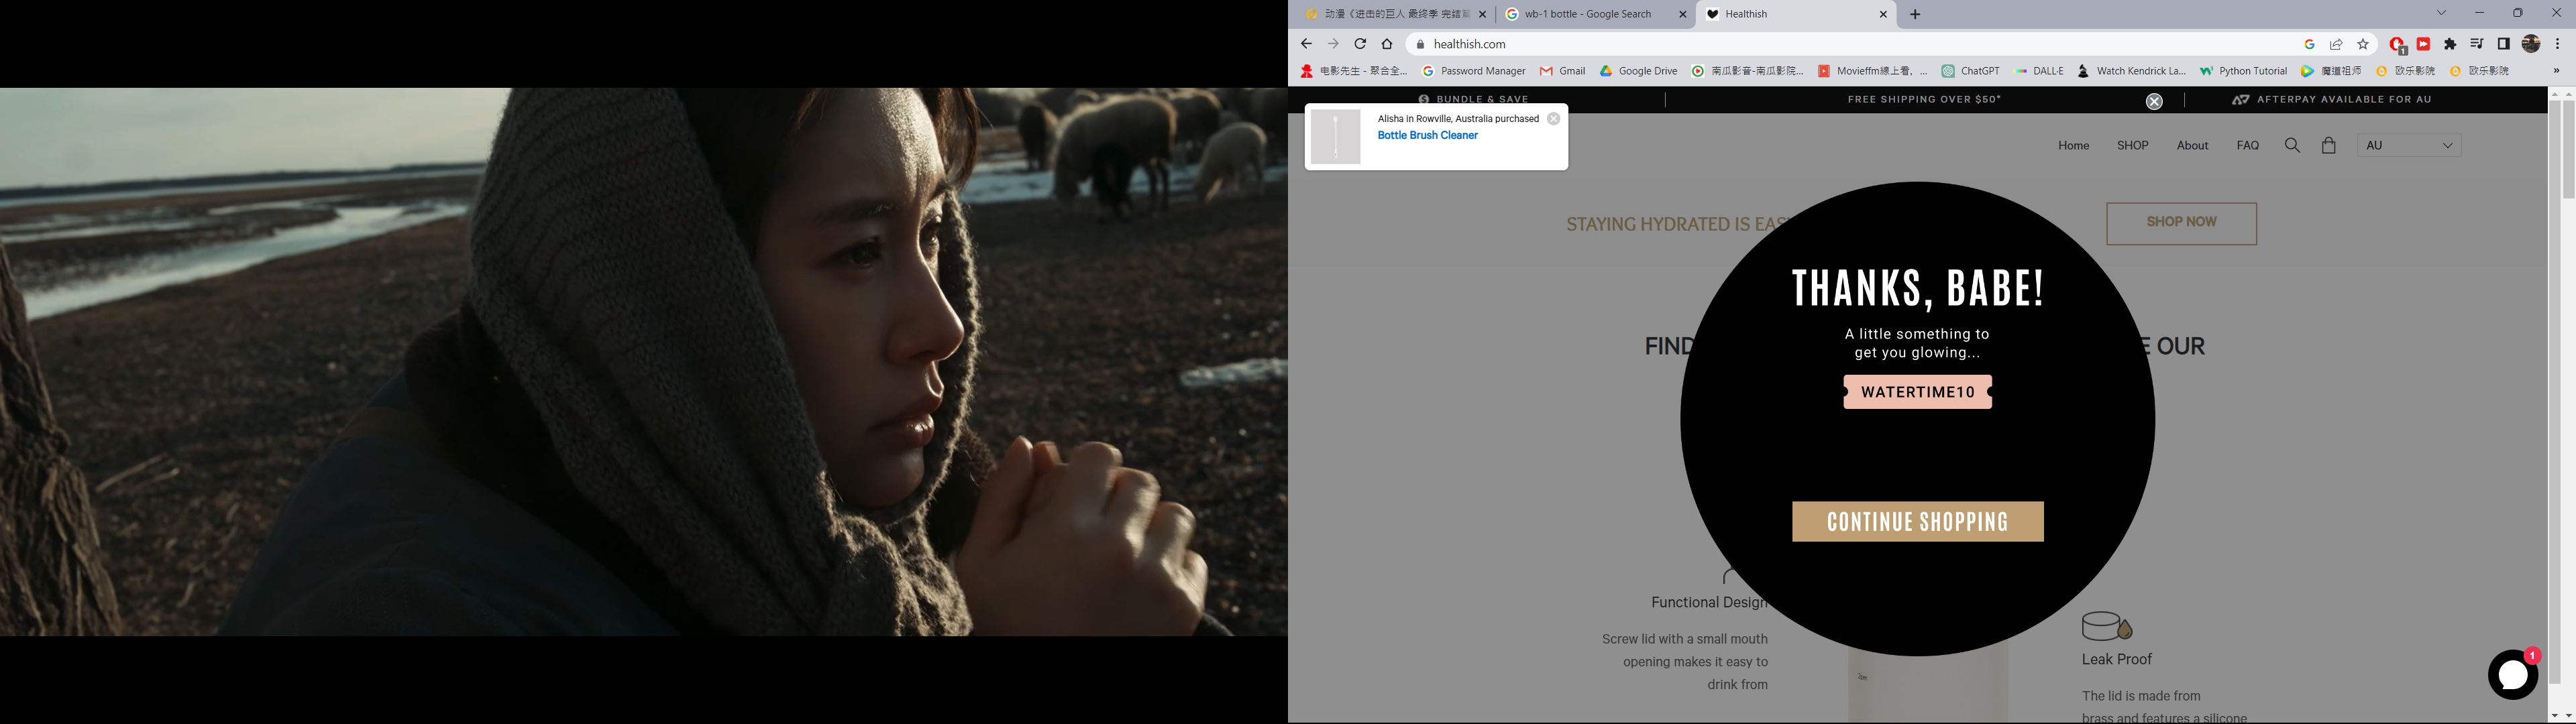 动漫《进击的巨人 最终季 完结篇
wb-1 bottle - Google Search
Healthish
healthish.com
1
电影先生 - 聚合全...
Password Manager
Gmail
Google Drive
南瓜影音-南瓜影院...
Movieffm線上看，...
ChatGPT
DALL·E
Watch Kendrick La...
Python Tutorial
魔道祖师
欧乐影院
欧乐影院
»
BUNDLE & SAVE
FREE SHIPPING OVER $50*
AFTERPAY AVAILABLE FOR AU
Alisha in Rowville, Australia purchased
Bottle Brush Cleaner
Home
SHOP
About
FAQ
AU
STAYING HYDRATED IS
SHOP NOW
THANKS, BABE!
A little something to
get you glowing...
WATERTIME10
FIND
OUR
CONTINUE SHOPPING
Functional Design
Screw lid with a small mouth
opening makes it easy to
drink from
Leak Proof
The lid is made from
brass and features a silicone
1